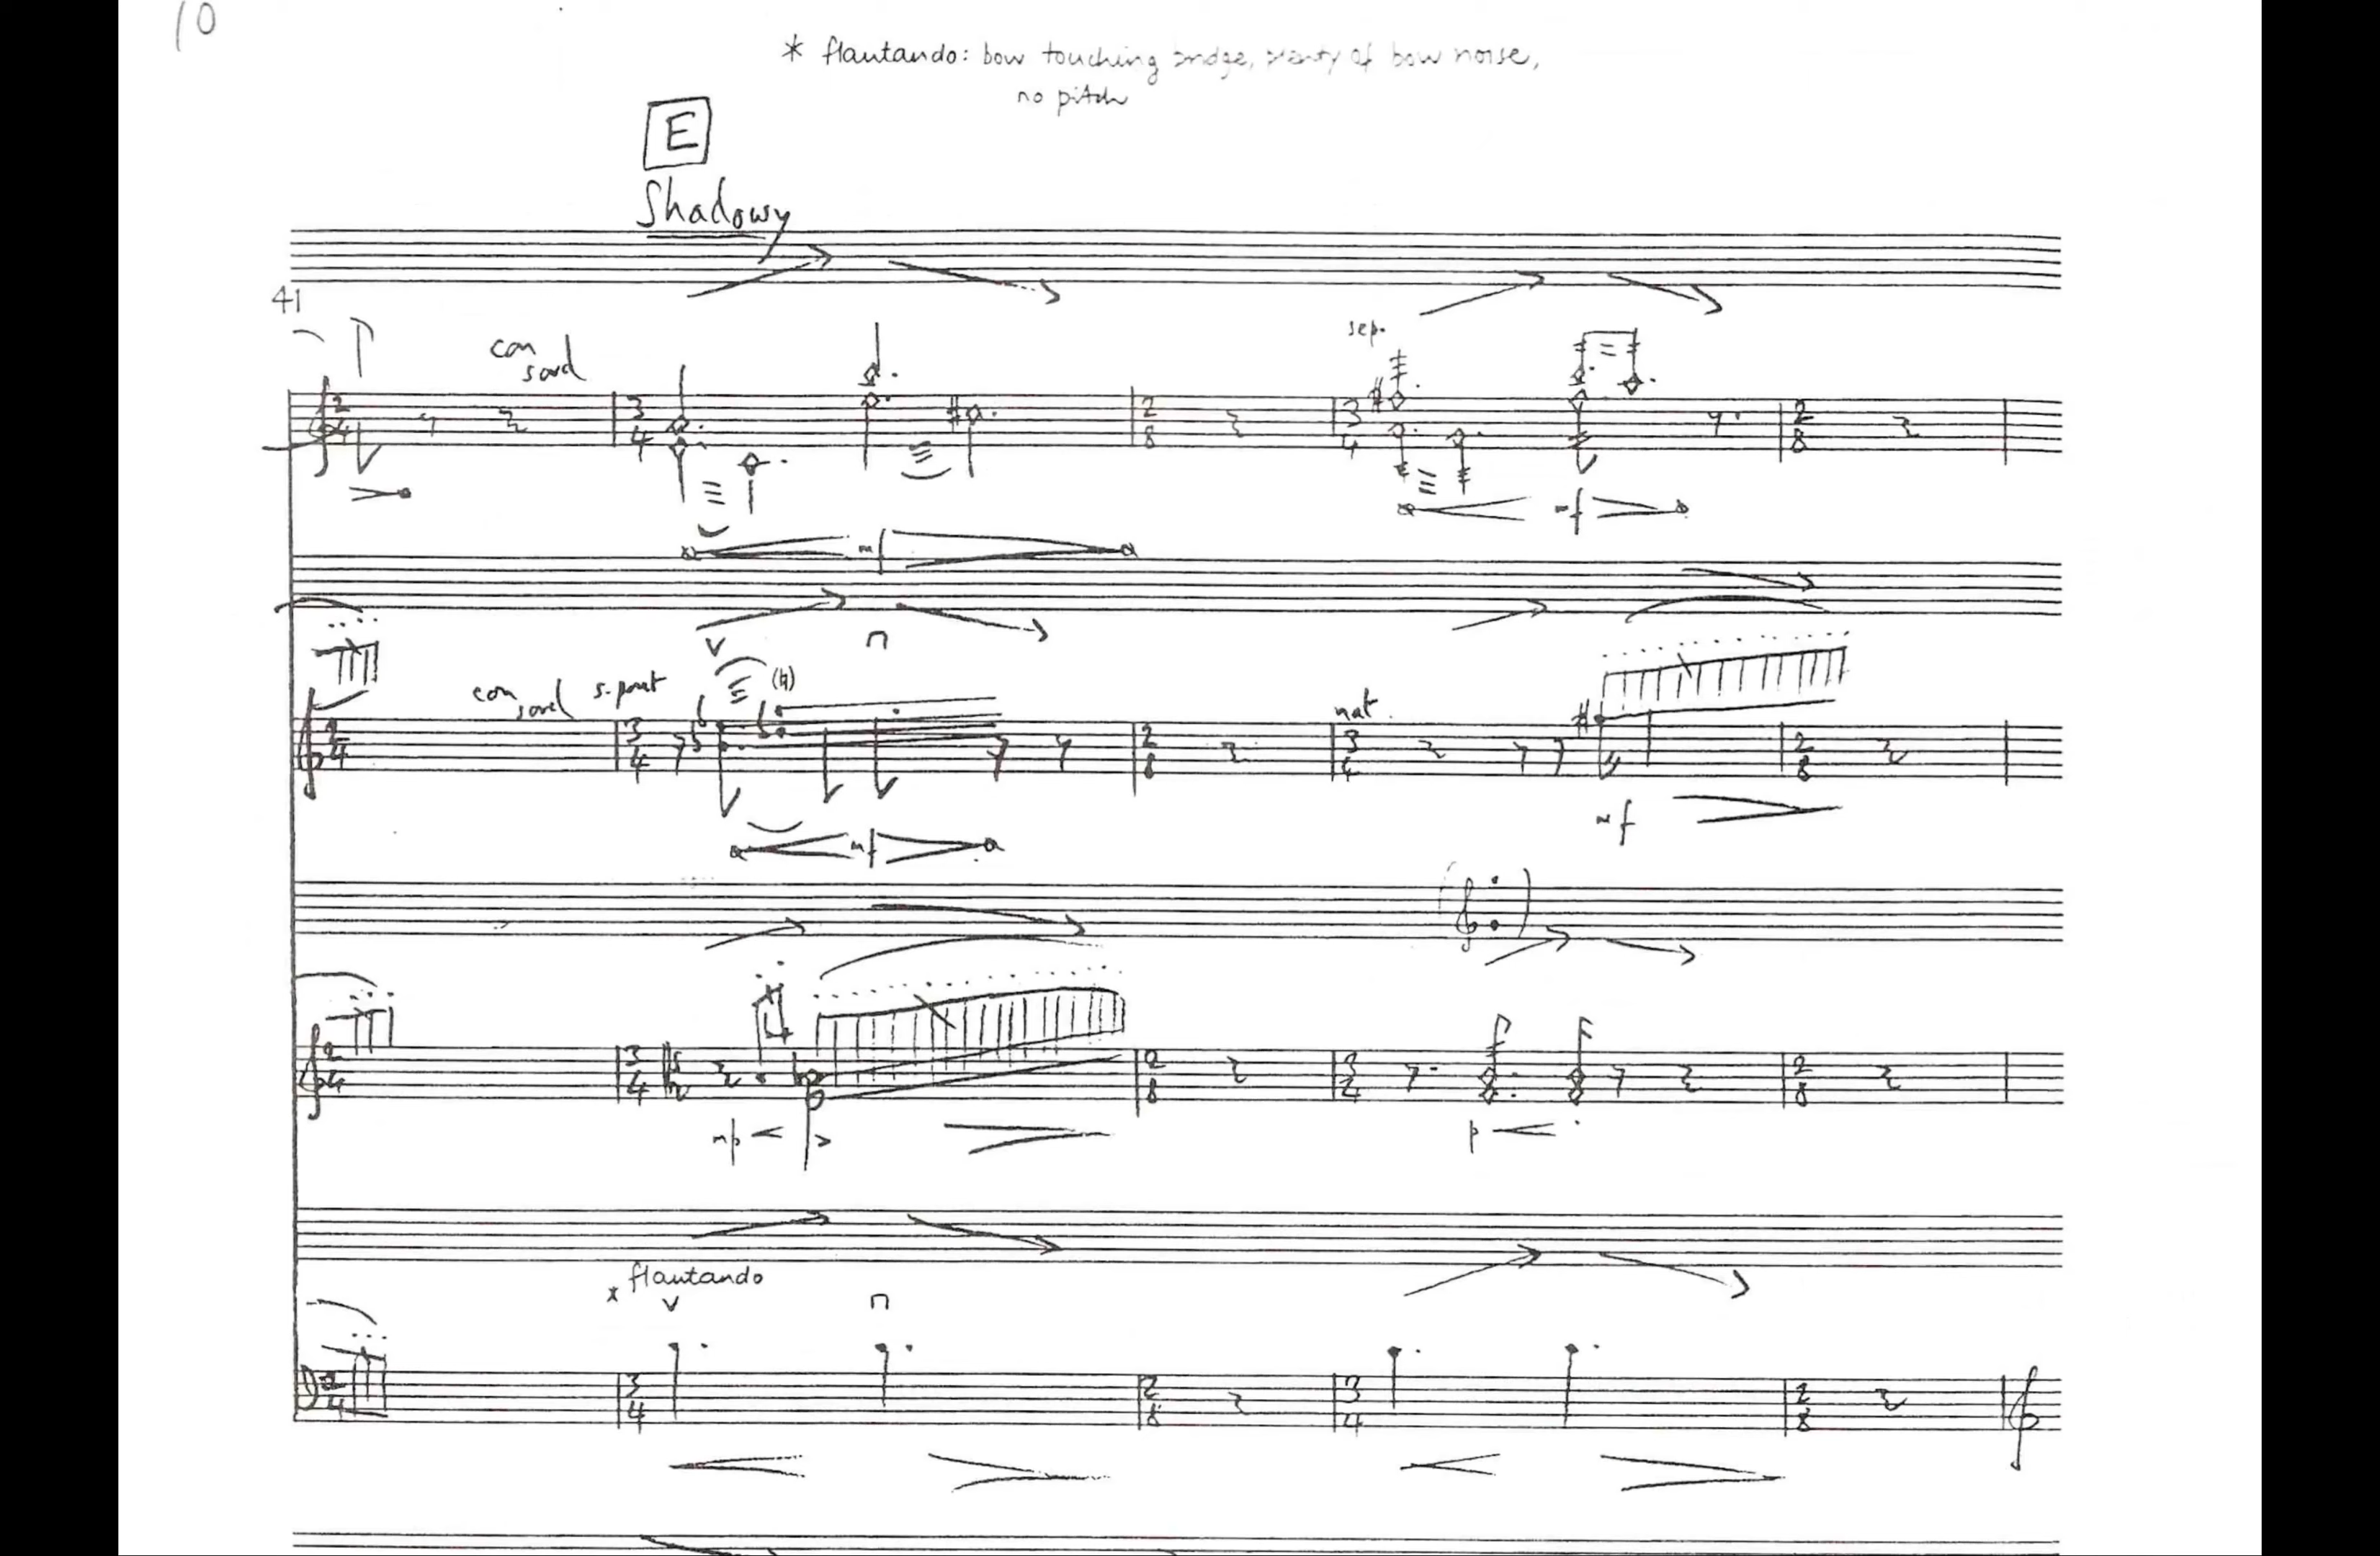 10
* flautando: bow touching bridge, plenty of bow noise,
no pitch
E
Shadowy
41
con
sord
sep.
mf
mf
con
sord
s. pont
(♮)
nat.
mf
mf
mp
p
* flautando